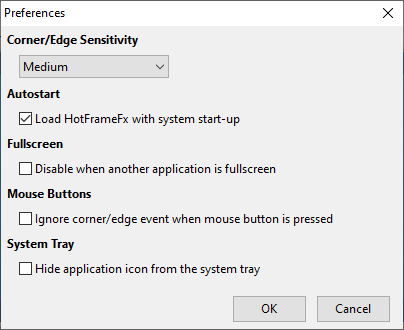 Preferences
Corner/Edge Sensitivity
Medium
Autostart
Load HotFrameFx with system start-up
Fullscreen
Disable when another application is fullscreen
Mouse Buttons
Ignore corner/edge event when mouse button is pressed
System Tray
Hide application icon from the system tray
OK Cancel